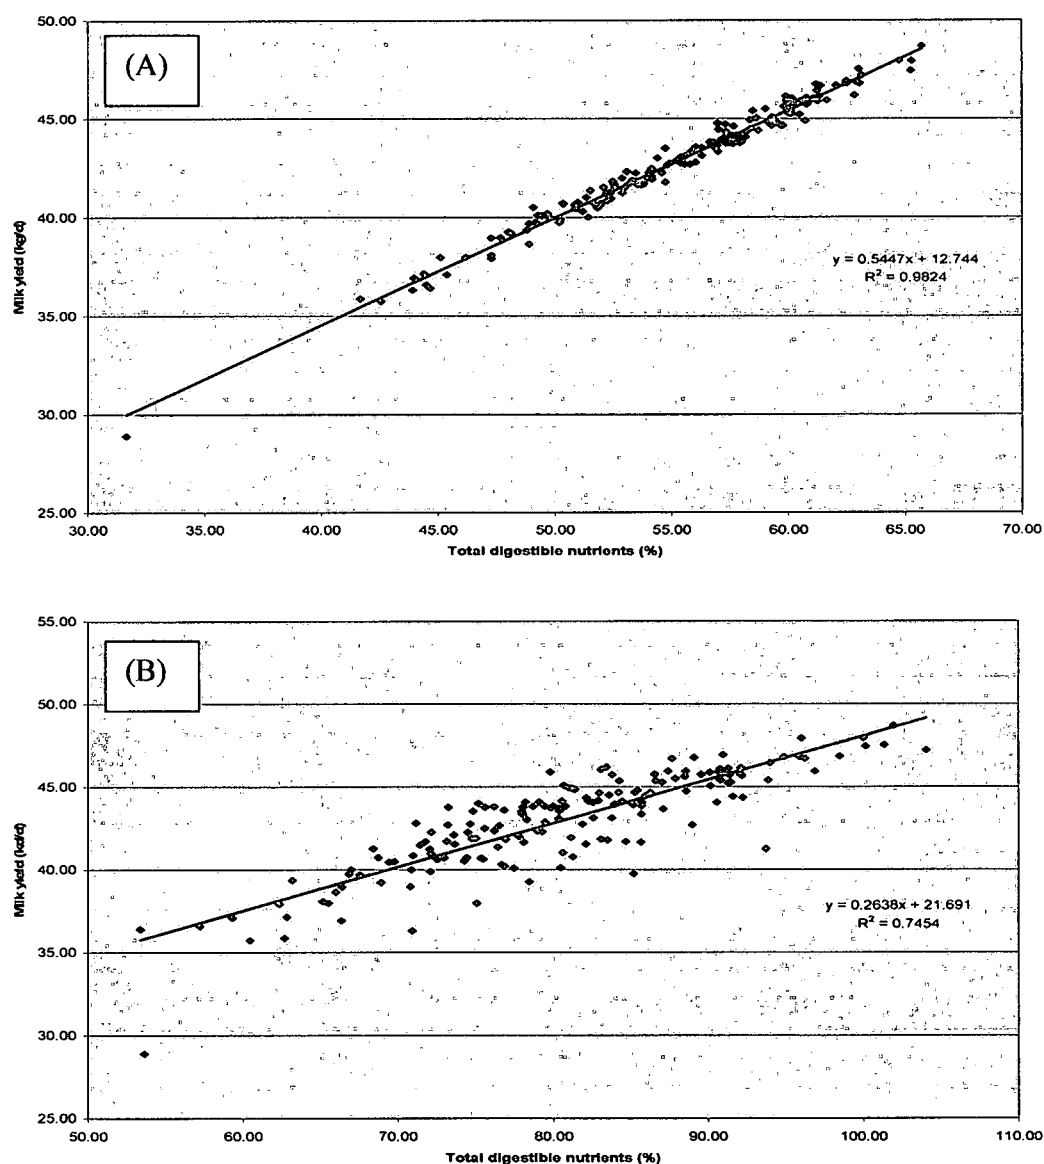 50.00
(A)
45.00
40.00
Milk yield (kg/d)
y = 0.5447x + 12.744
R² = 0.9824
35.00
30.00
25.00
30.00 35.00 40.00 45.00 50.00 55.00 60.00 65.00 70.00
Total digestible nutrients (%)
55.00
(B)
50.00
45.00
40.00
Milk yield (kg/d)
y = 0.2638x + 21.691
R² = 0.7454
35.00
30.00
25.00
50.00 60.00 70.00 80.00 90.00 100.00 110.00
Total digestible nutrients (%)